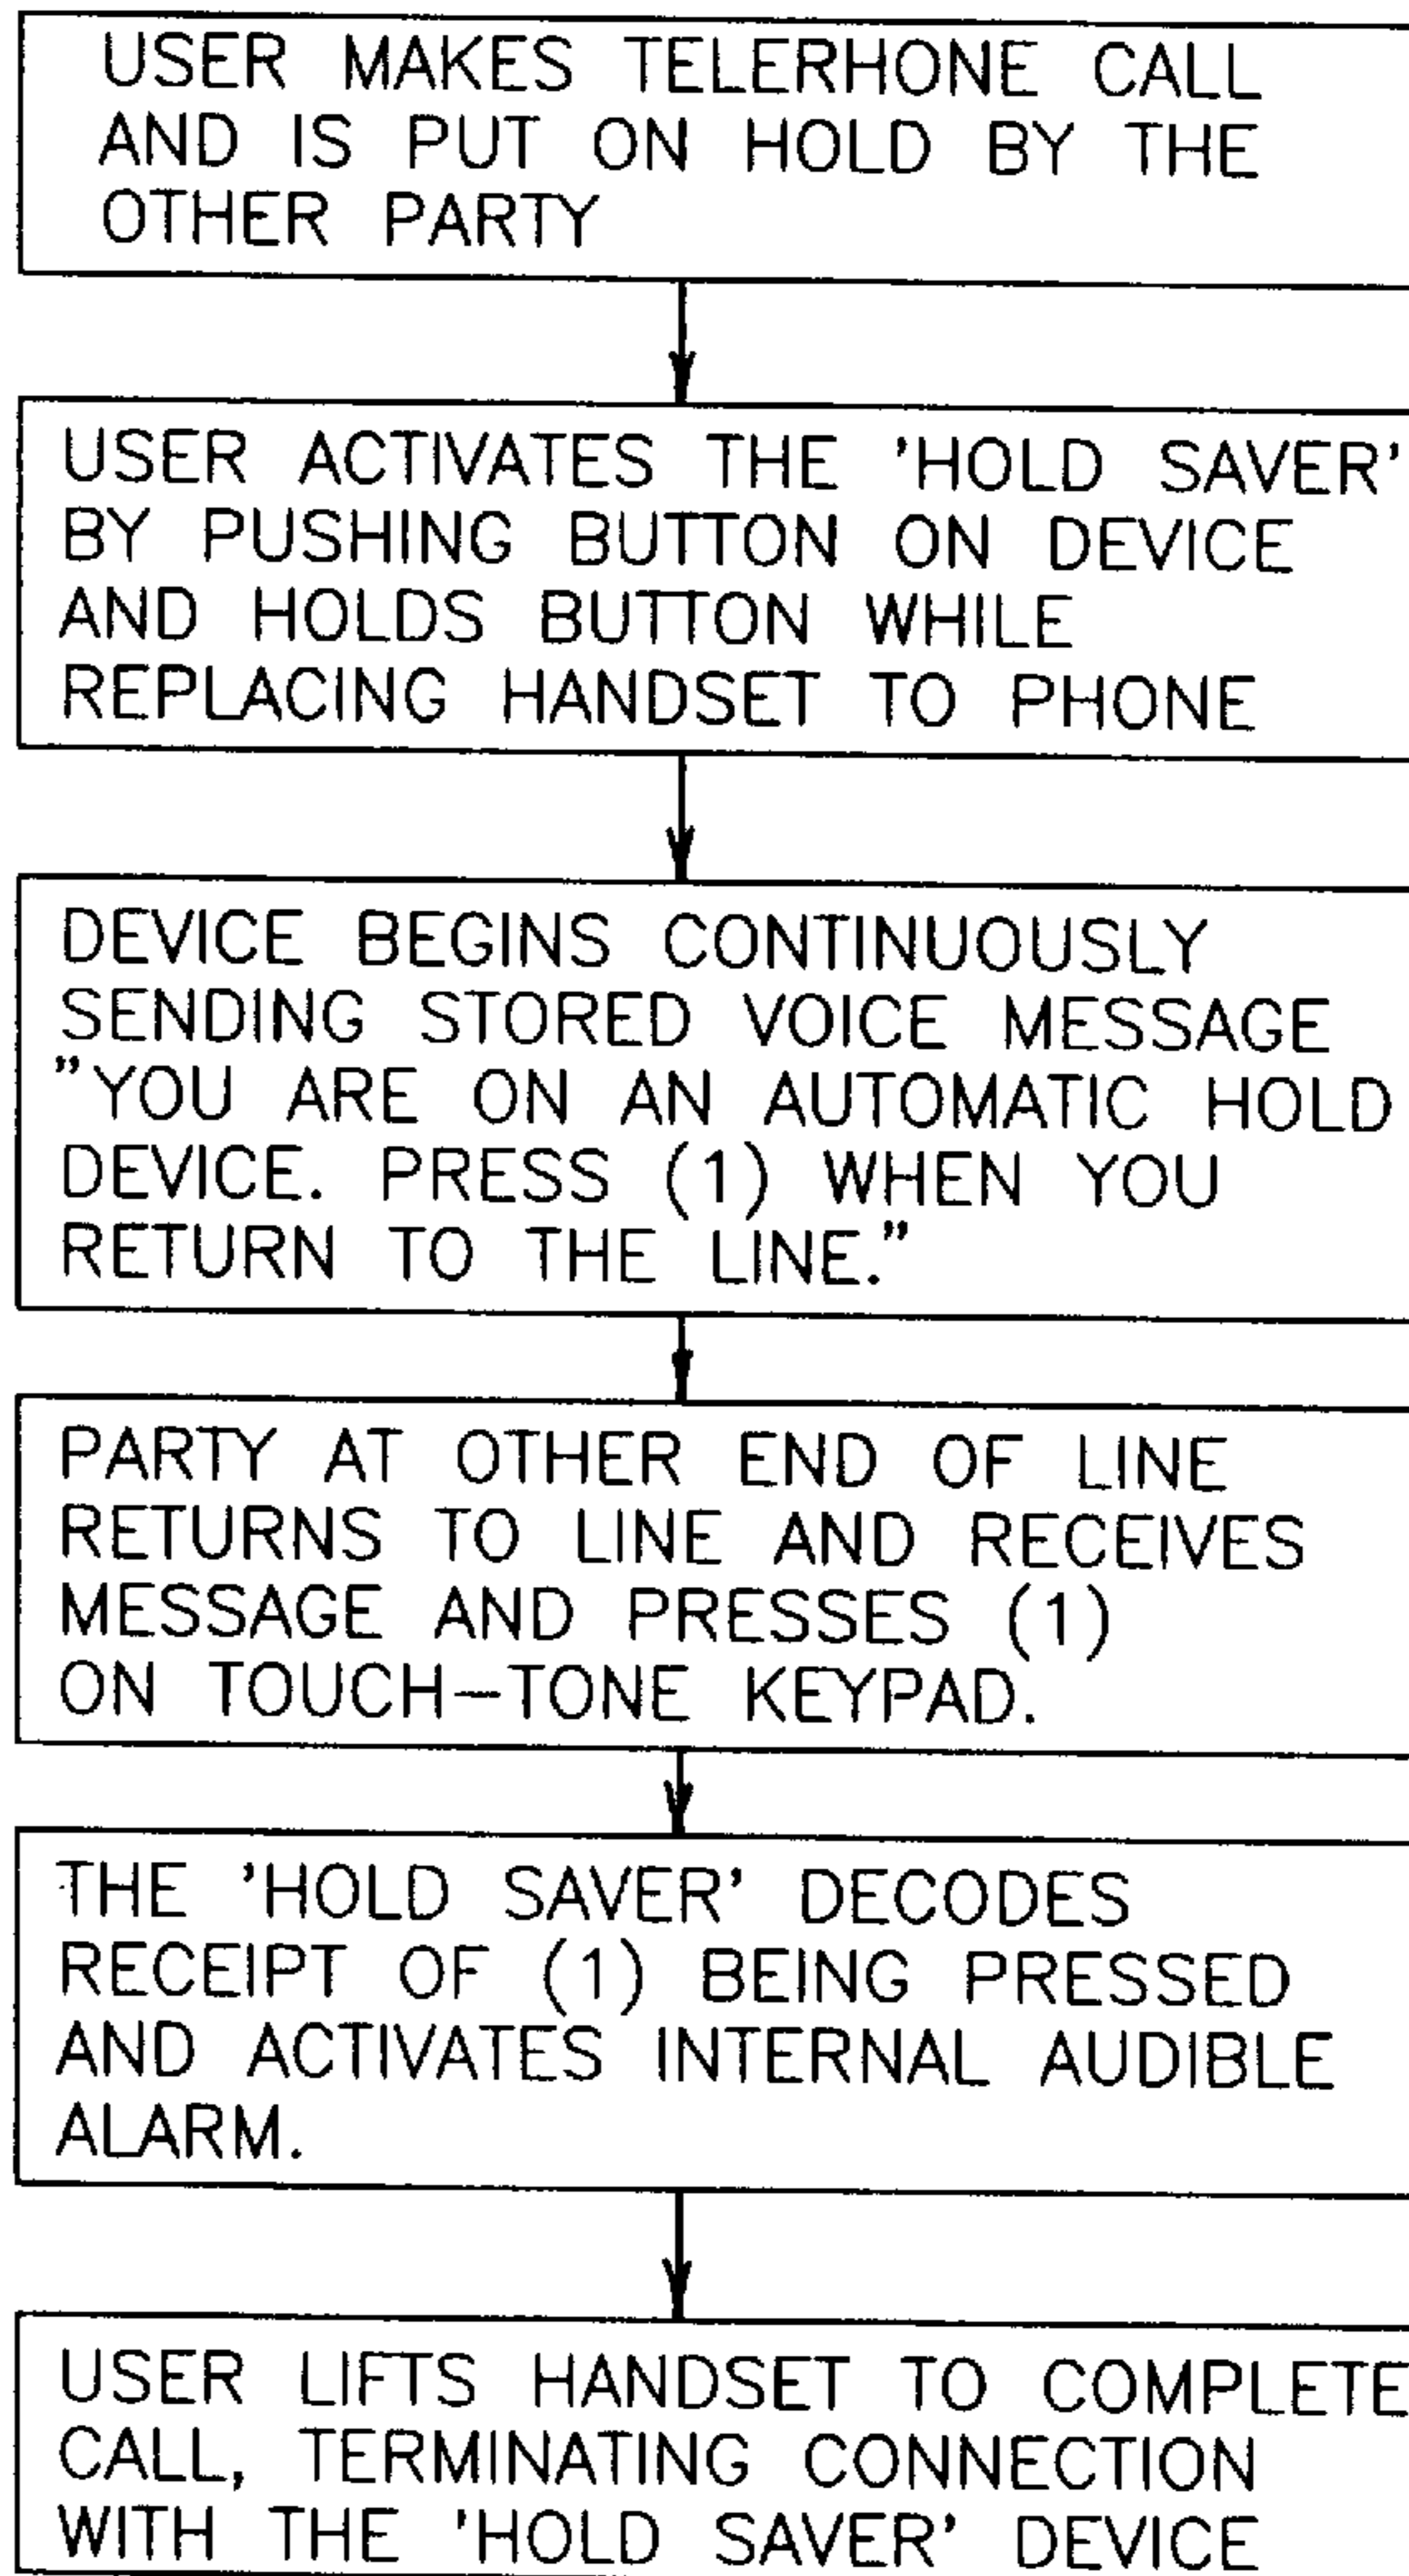 USER MAKES TELERHONE CALL
AND IS PUT ON HOLD BY THE
OTHER PARTY
USER ACTIVATES THE 'HOLD SAVER'
BY PUSHING BUTTON ON DEVICE
AND HOLDS BUTTON WHILE
REPLACING HANDSET TO PHONE
DEVICE BEGINS CONTINUOUSLY
SENDING STORED VOICE MESSAGE
"YOU ARE ON AN AUTOMATIC HOLD
DEVICE. PRESS (1) WHEN YOU
RETURN TO THE LINE."
PARTY AT OTHER END OF LINE
RETURNS TO LINE AND RECEIVES
MESSAGE AND PRESSES (1)
ON TOUCH-TONE KEYPAD.
THE 'HOLD SAVER' DECODES
RECEIPT OF (1) BEING PRESSED
AND ACTIVATES INTERNAL AUDIBLE
ALARM.
USER LIFTS HANDSET TO COMPLETE
CALL, TERMINATING CONNECTION
WITH THE 'HOLD SAVER' DEVICE